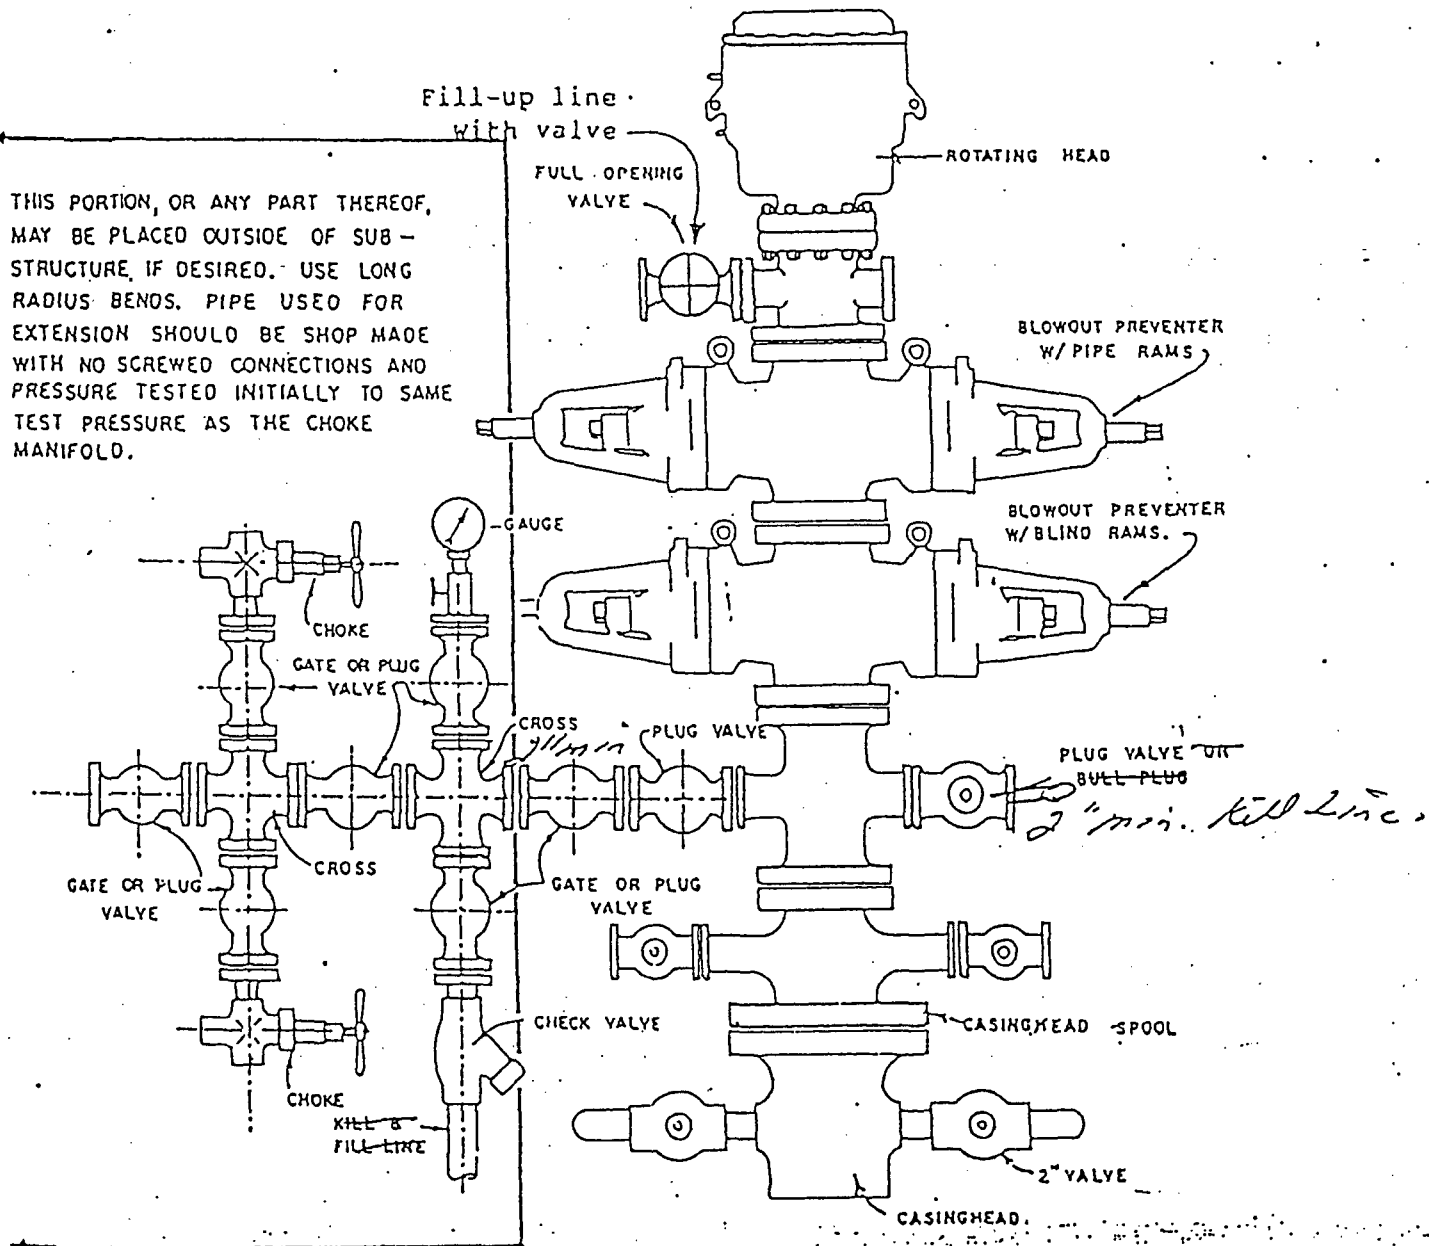 Fill-up line
with valve
FULL OPENING
VALVE
ROTATING HEAD
THIS PORTION, OR ANY PART THEREOF,
MAY BE PLACED OUTSIDE OF SUB-
STRUCTURE, IF DESIRED. USE LONG
RADIUS BENDS. PIPE USED FOR
EXTENSION SHOULD BE SHOP MADE
WITH NO SCREWED CONNECTIONS AND
PRESSURE TESTED INITIALLY TO SAME
TEST PRESSURE AS THE CHOKE
MANIFOLD.
BLOWOUT PREVENTER
W/ PIPE RAMS
BLOWOUT PREVENTER
W/ BLIND RAMS.
GAUGE
CHOKE
GATE OR PLUG
VALVE
CROSS
"min
PLUG VALVE
PLUG VALVE OR
BULL PLUG
2" min. Kill Line.
CROSS
GATE OR PLUG
VALVE
GATE OR PLUG
VALVE
CHECK VALVE
CASINGHEAD SPOOL
CHOKE
KILL &
FILL LINE
2" VALVE
CASINGHEAD.